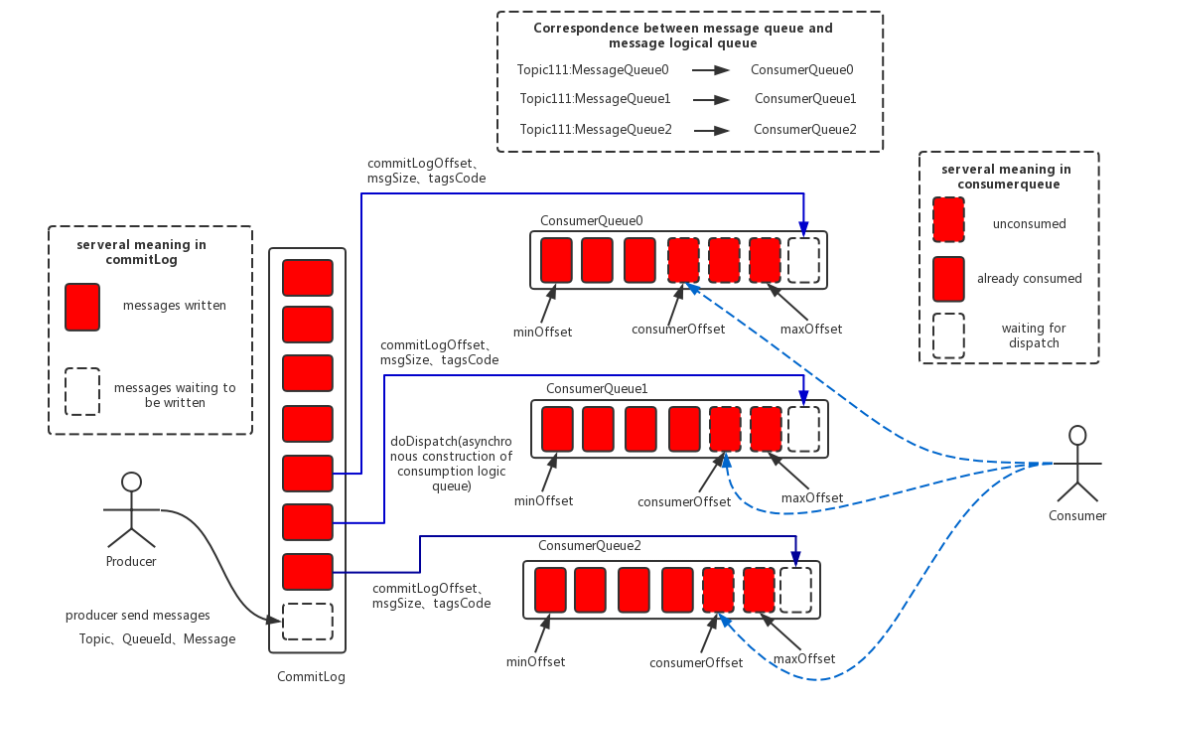 Correspondence between message queue and
message logical queue
Topic111:MessageQueue0
ConsumerQueue0
Topic111:MessageQueue1
ConsumerQueue1
Topic111:MessageQueue2
ConsumerQueue2
serveral meaning in
consumerqueue
unconsumed
already consumed
waiting for
dispatch
serveral meaning in
commitLog
messages written
messages waiting to
be written
commitLogOffset、
msgSize、tagsCode
ConsumerQueue0
minOffset
consumerOffset
maxOffset
commitLogOffset、
msgSize、tagsCode
ConsumerQueue1
doDispatch(asynchro
nous construction of
consumption logic
queue)
minOffset
consumerOffset
maxOffset
ConsumerQueue2
commitLogOffset、
msgSize、tagsCode
minOffset
consumerOffset
maxOffset
Producer
producer send messages
Topic、QueueId、Message
CommitLog
Consumer